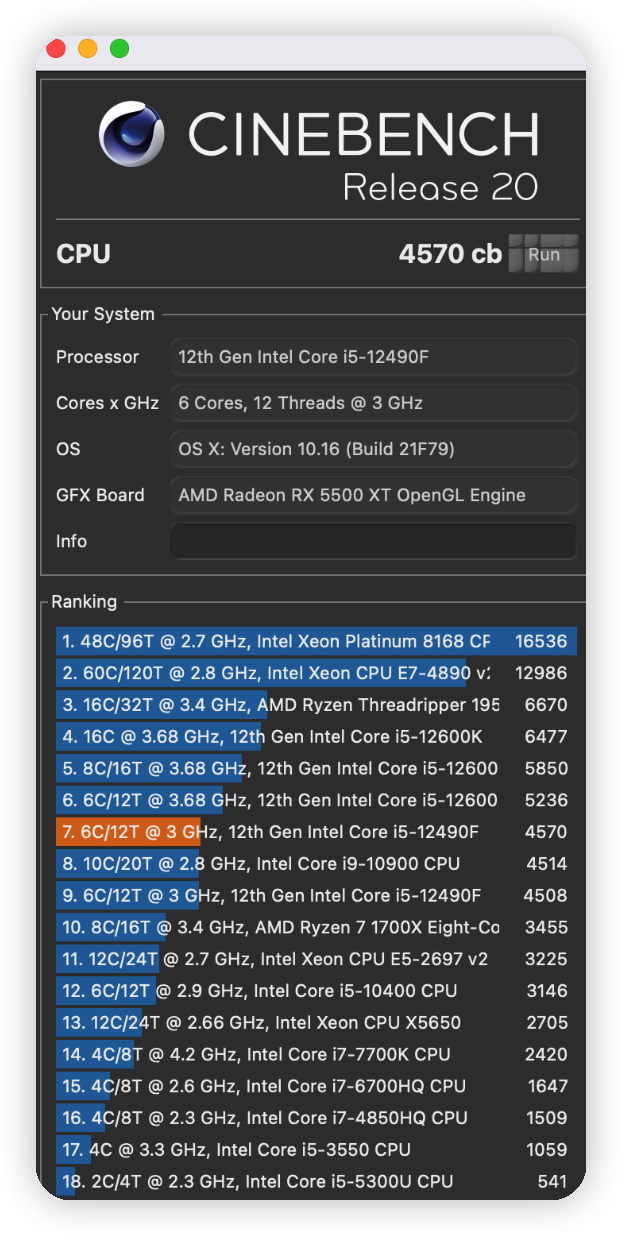 CINEBENCH
Release 20
CPU 4570 cb Run
Your System
Processor 12th Gen Intel Core i5-12490F
Cores x GHz 6 Cores, 12 Threads @ 3 GHz
OS OS X: Version 10.16 (Build 21F79)
GFX Board AMD Radeon RX 5500 XT OpenGL Engine
Info
Ranking
1. 48C/96T @ 2.7 GHz, Intel Xeon Platinum 8168 CP 16536
2. 60C/120T @ 2.8 GHz, Intel Xeon CPU E7-4890 v2 12986
3. 16C/32T @ 3.4 GHz, AMD Ryzen Threadripper 195 6670
4. 16C @ 3.68 GHz, 12th Gen Intel Core i5-12600K 6477
5. 8C/16T @ 3.68 GHz, 12th Gen Intel Core i5-12600 5850
6. 6C/12T @ 3.68 GHz, 12th Gen Intel Core i5-12600 5236
7. 6C/12T @ 3 GHz, 12th Gen Intel Core i5-12490F 4570
8. 10C/20T @ 2.8 GHz, Intel Core i9-10900 CPU 4514
9. 6C/12T @ 3 GHz, 12th Gen Intel Core i5-12490F 4508
10. 8C/16T @ 3.4 GHz, AMD Ryzen 7 1700X Eight-Co 3455
11. 12C/24T @ 2.7 GHz, Intel Xeon CPU E5-2697 v2 3225
12. 6C/12T @ 2.9 GHz, Intel Core i5-10400 CPU 3146
13. 12C/24T @ 2.66 GHz, Intel Xeon CPU X5650 2705
14. 4C/8T @ 4.2 GHz, Intel Core i7-7700K CPU 2420
15. 4C/8T @ 2.6 GHz, Intel Core i7-6700HQ CPU 1647
16. 4C/8T @ 2.3 GHz, Intel Core i7-4850HQ CPU 1509
17. 4C @ 3.3 GHz, Intel Core i5-3550 CPU 1059
18. 2C/4T @ 2.3 GHz, Intel Core i5-5300U CPU 541